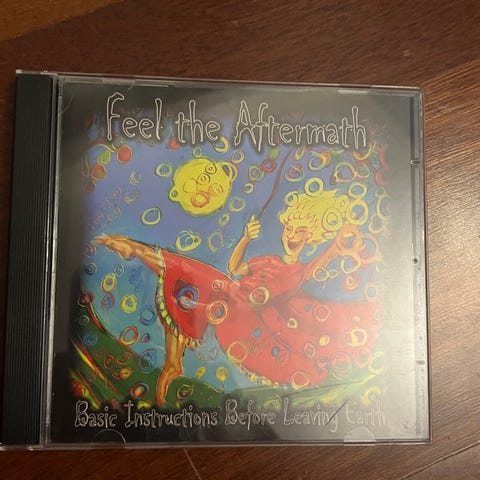 Feel the Aftermath
Basic Instructions Before Leaving Earth